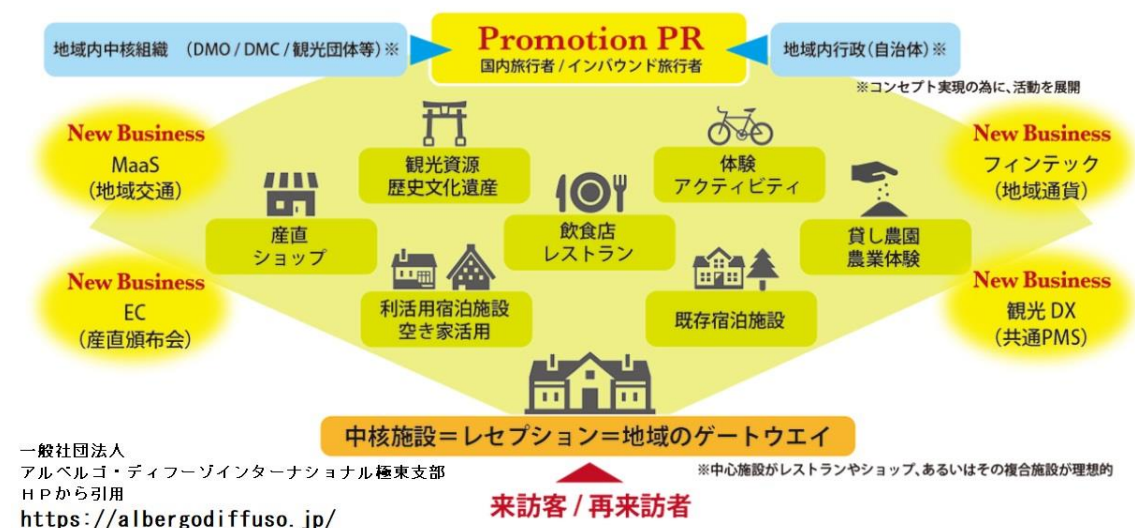 地域内中核組織 （DMO / DMC / 観光団体等）※
Promotion PR
国内旅行者 / インバウンド旅行者
地域内行政（自治体）※
※コンセプト実現の為に、活動を展開
New Business
MaaS
（地域交通）
観光資源
歴史文化遺産
体験
アクティビティ
New Business
フィンテック
（地域通貨）
産直
ショップ
飲食店
レストラン
貸し農園
農業体験
New Business
EC
（産直頒布会）
利活用宿泊施設
空き家活用
既存宿泊施設
New Business
観光 DX
（共通PMS）
中核施設＝レセプション＝地域のゲートウエイ
※中心施設がレストランやショップ、あるいはその複合施設が理想的
来訪客 / 再来訪者
一般社団法人
アルベルゴ・ディフーゾインターナショナル極東支部
ＨＰから引用
https://albergodiffuso.jp/